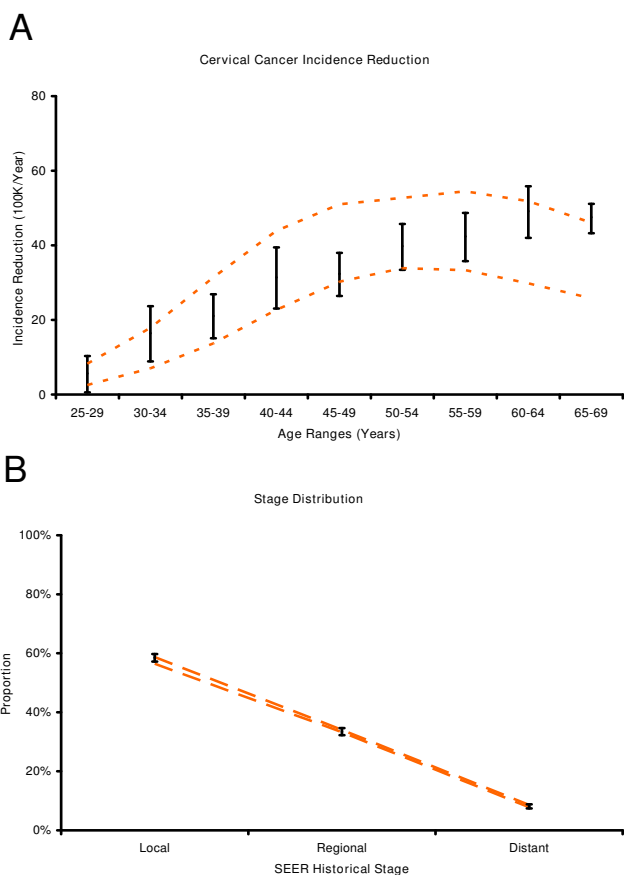 A
Cervical Cancer Incidence Reduction
80
60
40
20
0
Incidence Reduction (100K/Year)
25-29 30-34 35-39 40-44 45-49 50-54 55-59 60-64 65-69
Age Ranges (Years)
B
Stage Distribution
100%
80%
60%
40%
20%
0%
Proportion
Local Regional Distant
SEER Historical Stage